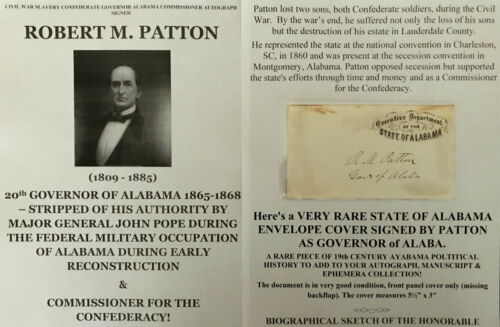 CIVIL WAR SLAVERY CONFEDERATE GOVERNOR ALABAMA COMMISSIONER AUTOGRAPH
SIGNED
ROBERT M. PATTON
(1809 - 1885)
20th GOVERNOR OF ALABAMA 1865-1868
– STRIPPED OF HIS AUTHORITY BY
MAJOR GENERAL JOHN POPE DURING
THE FEDERAL MILITARY OCCUPATION
OF ALABAMA DURING EARLY
RECONSTRUCTION
&
COMMISSIONER FOR THE
CONFEDERACY!
Patton lost two sons, both Confederate soldiers, during the Civil
War. By the war's end, he suffered not only the loss of his sons
but the destruction of his estate in Lauderdale County.
He represented the state at the national convention in Charleston,
SC, in 1860 and was present at the secession convention in
Montgomery, Alabama. Patton opposed secession but supported
the state's efforts through time and money and as a Commissioner
for the Confederacy.
Executive Department
OF THE
STATE OF ALABAMA
R. M. Patton
Gov of Alaba
Here's a VERY RARE STATE OF ALABAMA
ENVELOPE COVER SIGNED BY PATTON
AS GOVERNOR of ALABA.
A RARE PIECE OF 19th CENTURY AYABAMA POLTITICAL
HISTORY TO ADD TO YOUR AUTOGRAPH, MANUSCRIPT &
EPHEMERA COLLECTION!
The document is in very good condition, front panel cover only (missing
backflap). The cover measures 5½" x 3"
BIOGRAPHICAL SKETCH OF THE HONORABLE